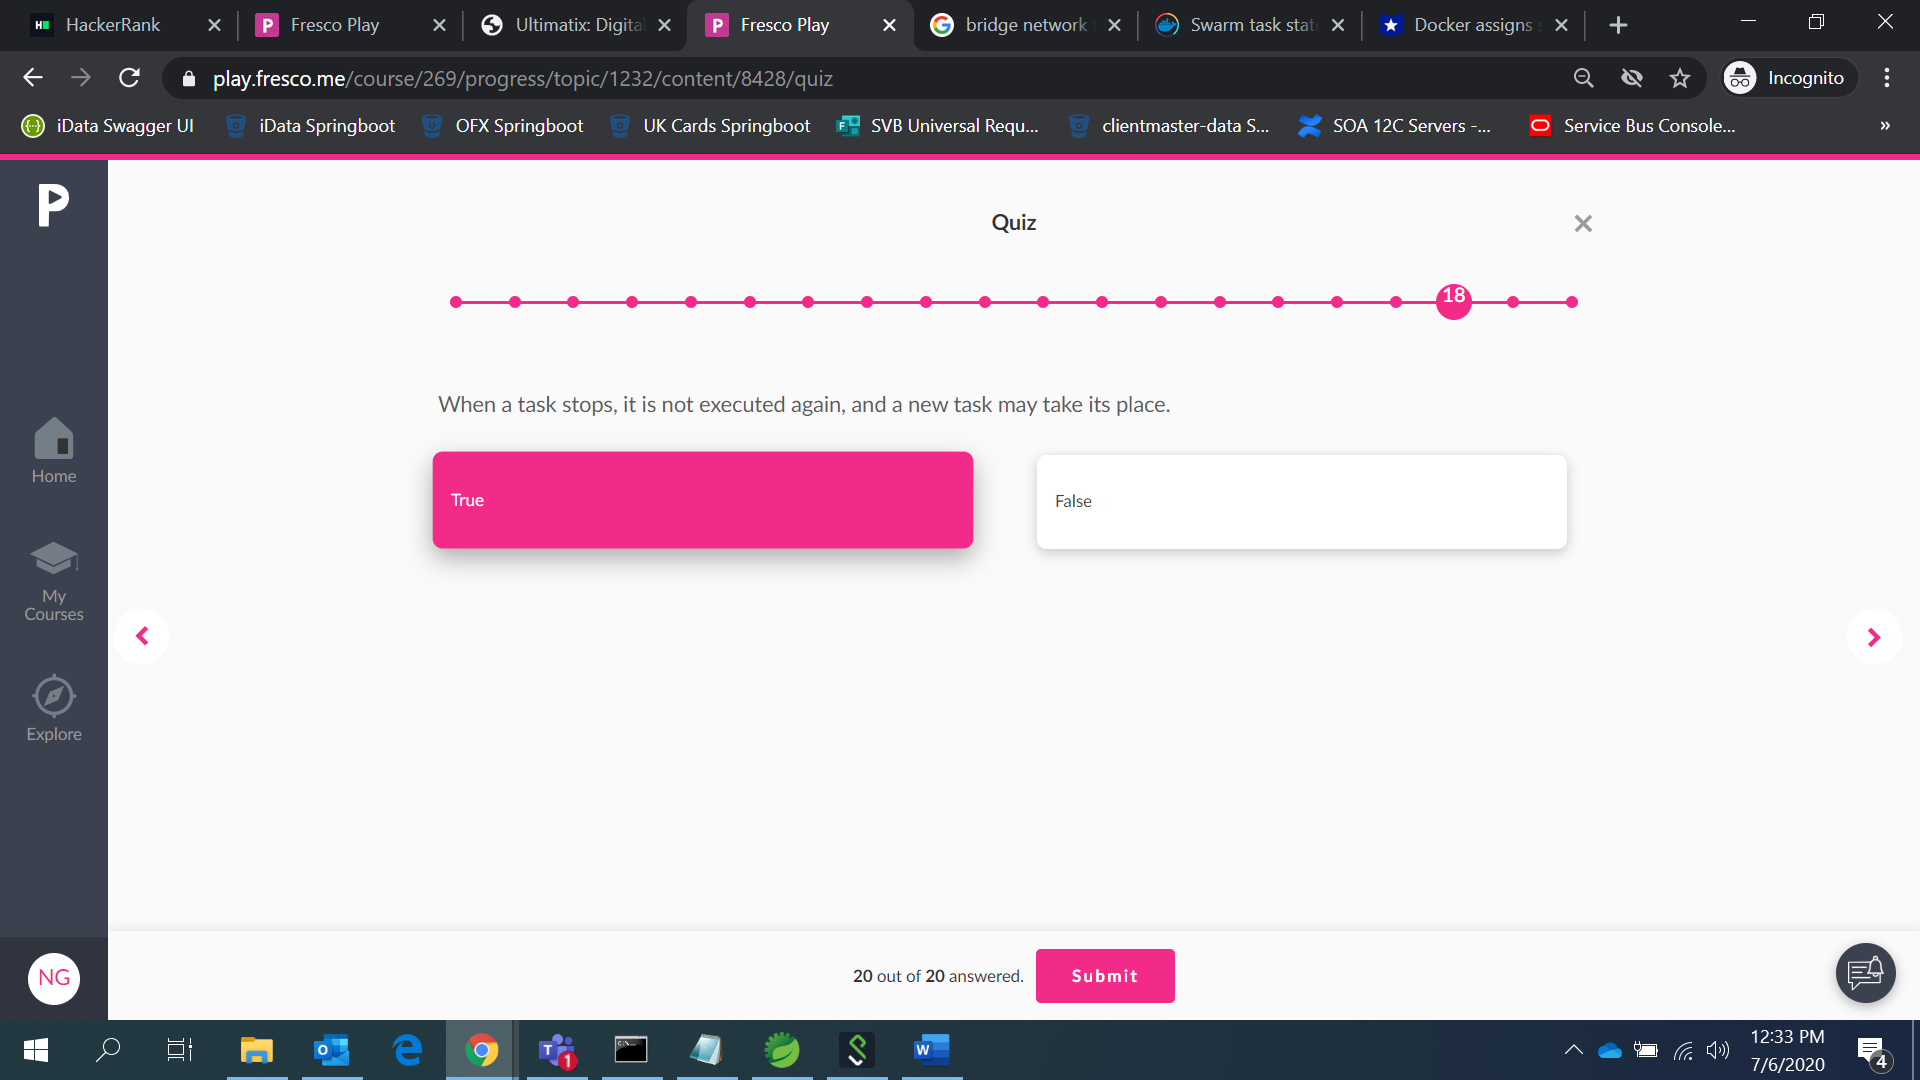 HackerRank
Fresco Play
Ultimatix: Digita
Fresco Play
bridge network
Swarm task stat
Docker assigns
play.fresco.me/course/269/progress/topic/1232/content/8428/quiz
Incognito
iData Swagger UI
iData Springboot
OFX Springboot
UK Cards Springboot
SVB Universal Requ...
clientmaster-data S...
SOA 12C Servers -...
Service Bus Console...
»
Quiz
18
When a task stops, it is not executed again, and a new task may take its place.
True
False
Home
My
Courses
Explore
NG
20 out of 20 answered.
Submit
12:33 PM
7/6/2020
1
4